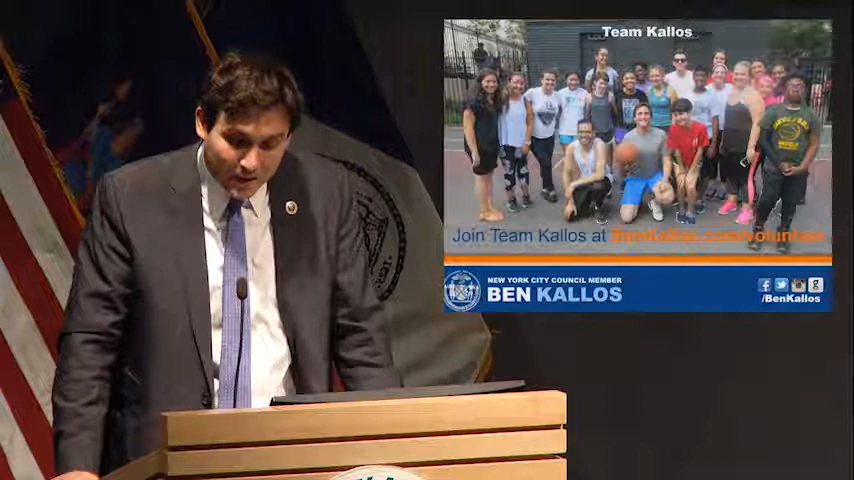 Team Kallos
Join Team Kallos at BenKallos.com/volunteer
NEW YORK CITY COUNCIL MEMBER
BEN KALLOS
/BenKallos